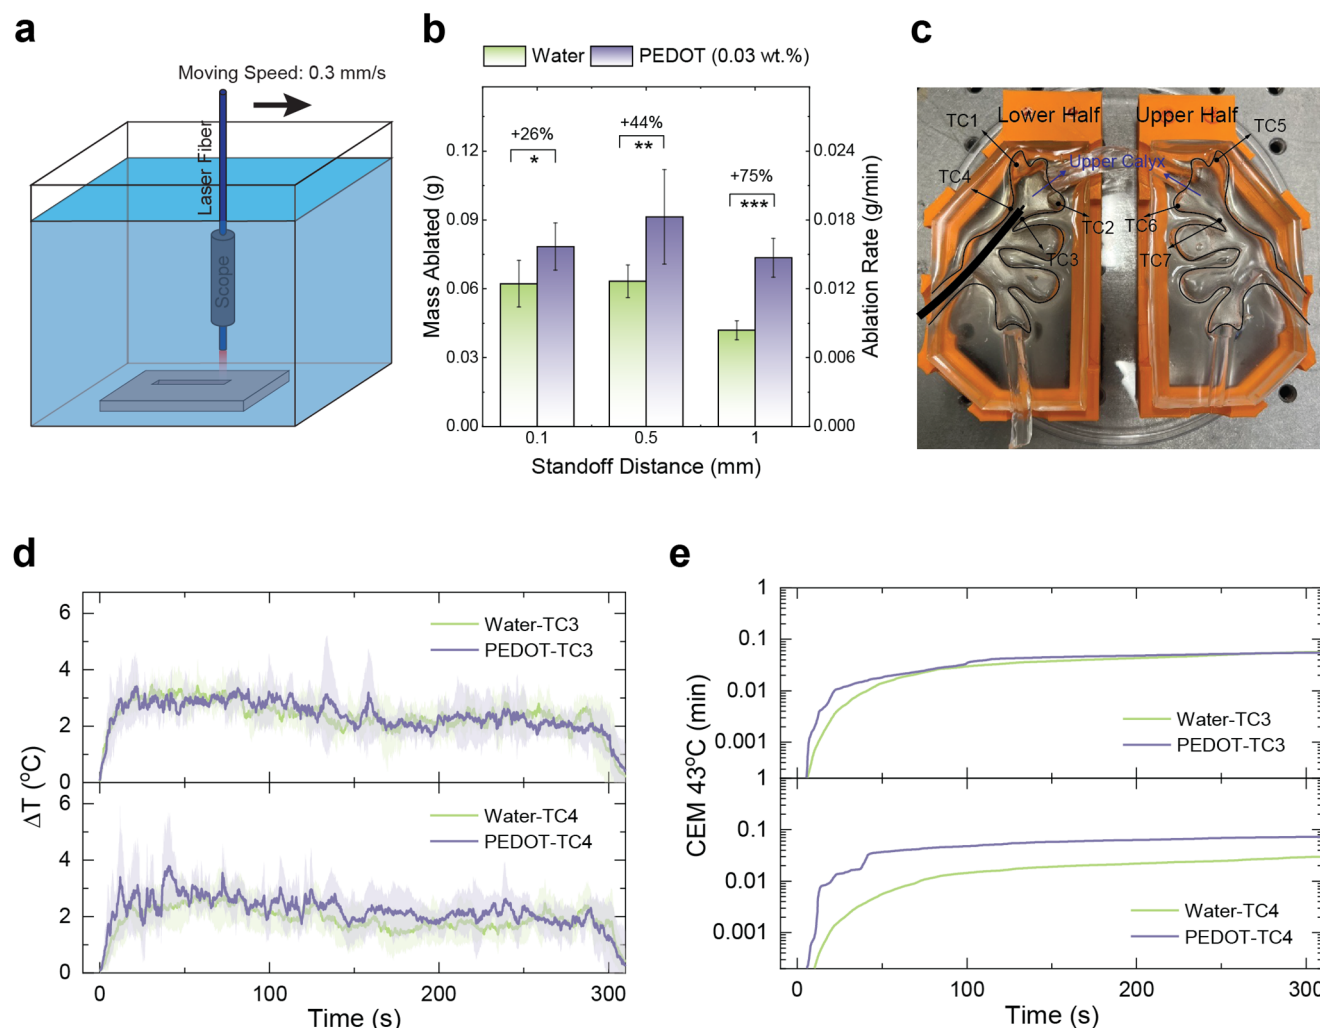 a
Moving Speed: 0.3 mm/s
Laser Fiber
Scope
b
Water PEDOT (0.03 wt.%)
Mass Ablated (g)
0.12
0.09
0.06
0.03
0.00
+26%
*
+44%
**
+75%
***
0.024
0.018
0.012
0.006
0.000
Ablation Rate (g/min)
0.1 0.5 1
Standoff Distance (mm)
c
Lower Half Upper Half
TC1 TC5
Upper Calyx
TC4
TC2 TC6
TC3 TC7
d
ΔT (ºC)
6
4
2
0
Water-TC3
PEDOT-TC3
6
4
2
0
Water-TC4
PEDOT-TC4
0 100 200 300
Time (s)
e
CEM 43ºC (min)
1
0.1
0.01
0.001
Water-TC3
PEDOT-TC3
1
0.1
0.01
0.001
Water-TC4
PEDOT-TC4
0 100 200 300
Time (s)